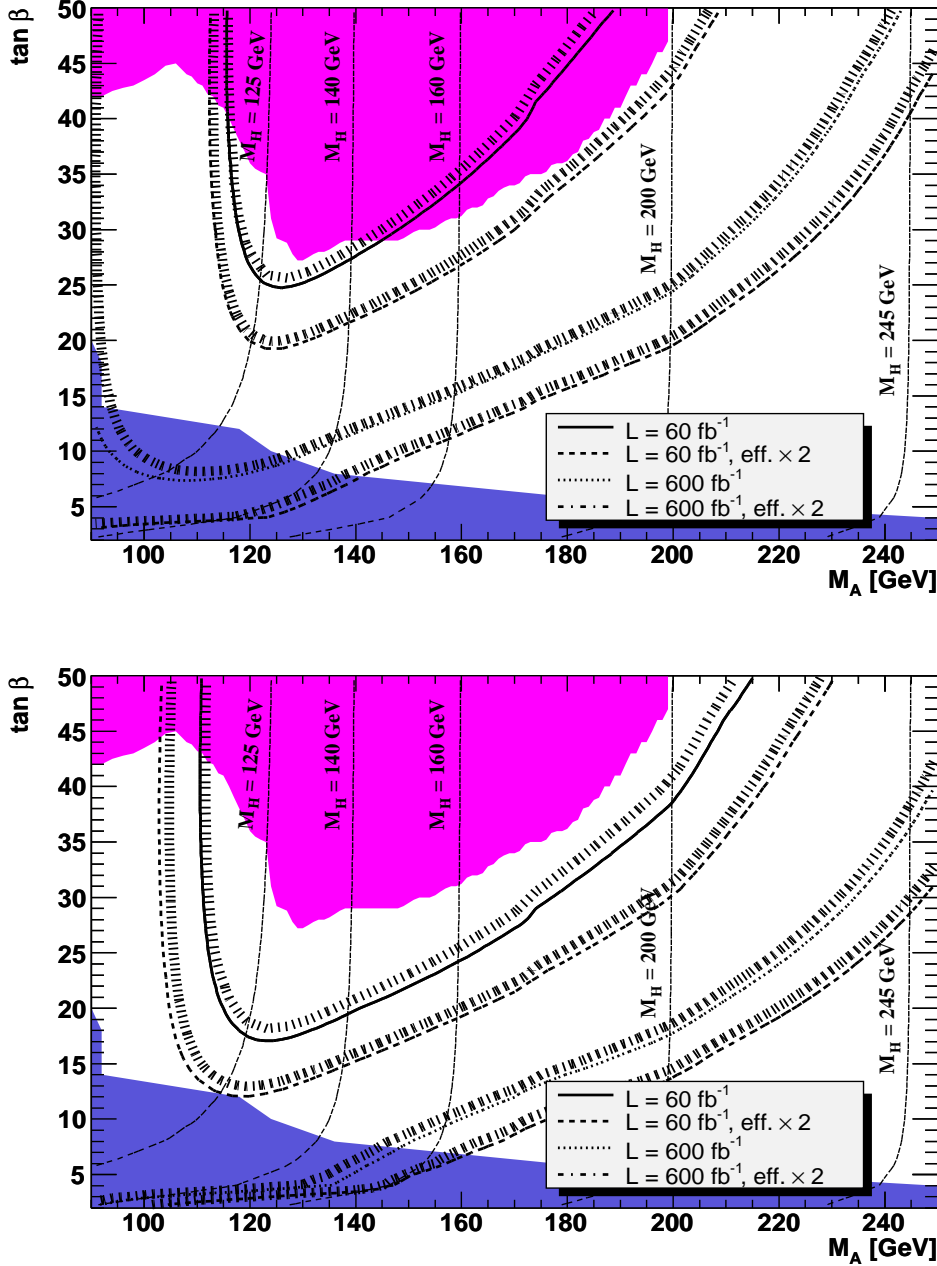 tan β
50
45
40
35
30
25
20
15
10
5
M_H = 125 GeV
M_H = 140 GeV
M_H = 160 GeV
M_H = 200 GeV
M_H = 245 GeV
L = 60 fb⁻¹
L = 60 fb⁻¹, eff. × 2
L = 600 fb⁻¹
L = 600 fb⁻¹, eff. × 2
100 120 140 160 180 200 220 240
M_A [GeV]
tan β
50
45
40
35
30
25
20
15
10
5
M_H = 125 GeV
M_H = 140 GeV
M_H = 160 GeV
M_H = 200 GeV
M_H = 245 GeV
L = 60 fb⁻¹
L = 60 fb⁻¹, eff. × 2
L = 600 fb⁻¹
L = 600 fb⁻¹, eff. × 2
100 120 140 160 180 200 220 240
M_A [GeV]